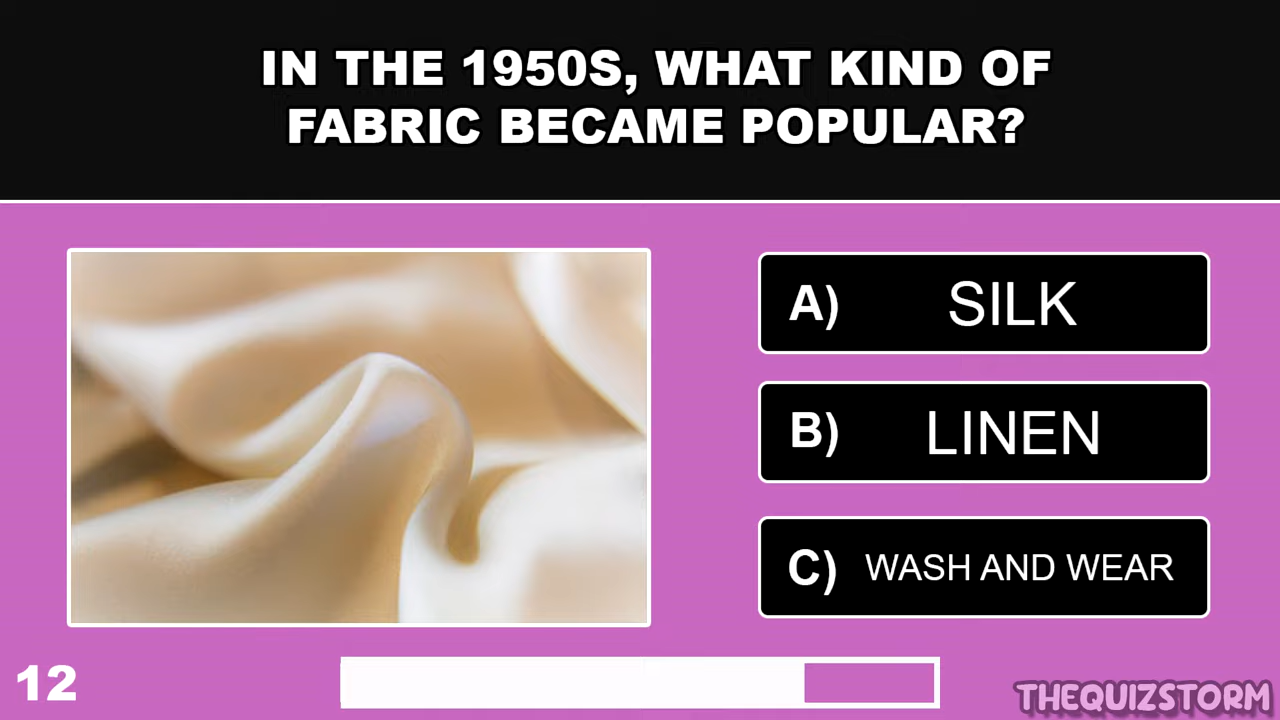 IN THE 1950S, WHAT KIND OF
FABRIC BECAME POPULAR?
A) SILK
B) LINEN
C) WASH AND WEAR
12
THEQUIZSTORM